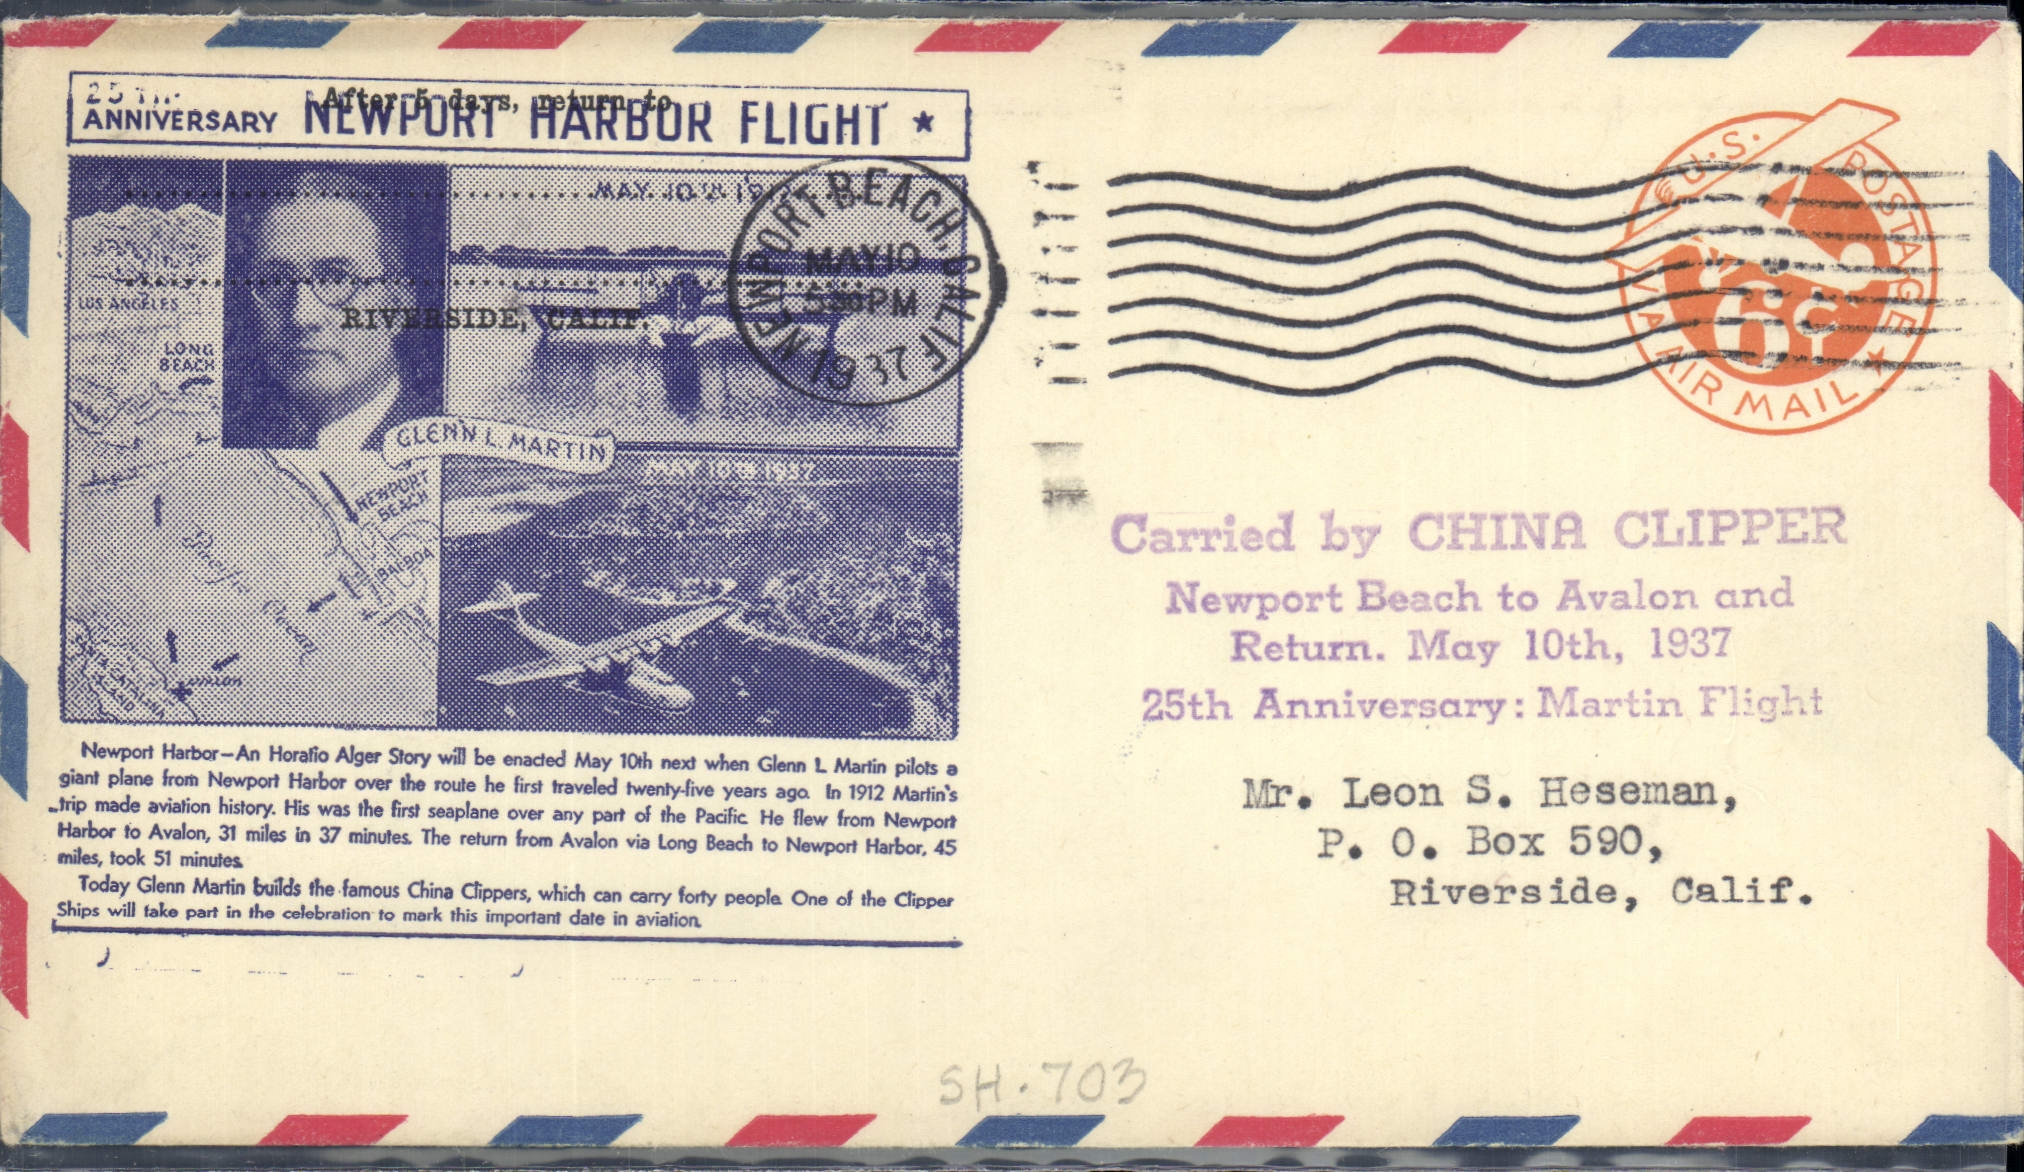 25TH
ANNIVERSARY NEWPORT HARBOR FLIGHT ★
After 5 days, return to
MAY 10TH
LOS ANGELES
RIVERSIDE, CALIF.
LONG
BEACH
GLENN L. MARTIN
MAY 10TH 1937
NEWPORT
BEACH
BALBOA
Pacific Ocean
SANTA CATALINA
ISLAND
AVALON
Newport Harbor—An Horatio Alger Story will be enacted May 10th next when Glenn L Martin pilots a
giant plane from Newport Harbor over the route he first traveled twenty-five years ago. In 1912 Martin's
trip made aviation history. His was the first seaplane over any part of the Pacific. He flew from Newport
Harbor to Avalon, 31 miles in 37 minutes. The return from Avalon via Long Beach to Newport Harbor, 45
miles, took 51 minutes.
Today Glenn Martin builds the famous China Clippers, which can carry forty people. One of the Clipper
Ships will take part in the celebration to mark this important date in aviation.
NEWPORT BEACH, CALIF.
MAY 10
PM
1937
U.S. POSTAGE
6¢
VIA AIR MAIL ★
Carried by CHINA CLIPPER
Newport Beach to Avalon and
Return. May 10th, 1937
25th Anniversary: Martin Flight
Mr. Leon S. Heseman,
P. O. Box 590,
Riverside, Calif.
SH.703